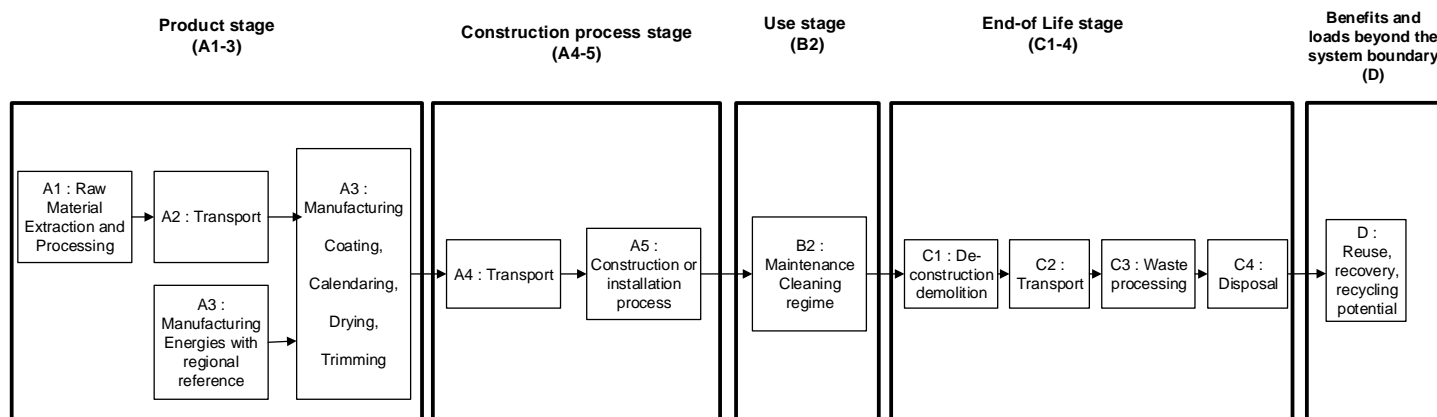 Product stage
(A1-3)
Construction process stage
(A4-5)
Use stage
(B2)
End-of Life stage
(C1-4)
Benefits and
loads beyond the
system boundary
(D)
A1 : Raw
Material
Extraction and
Processing
A2 : Transport
A3 :
Manufacturing
Energies with
regional
reference
A3 :
Manufacturing
Coating,
Calendaring,
Drying,
Trimming
A4 : Transport
A5 :
Construction or
installation
process
B2 :
Maintenance
Cleaning
regime
C1 : De-
construction
demolition
C2 :
Transport
C3 : Waste
processing
C4 :
Disposal
D :
Reuse,
recovery,
recycling
potential